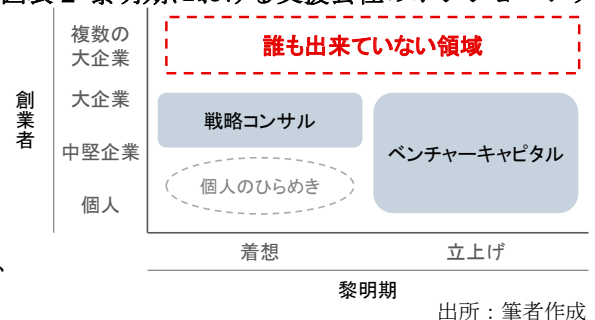 複数の
大企業
誰も出来ていない領域
創業者
大企業
戦略コンサル
中堅企業
ベンチャーキャピタル
個人のひらめき
個人
着想
立上げ
、
黎明期
出所：筆者作成